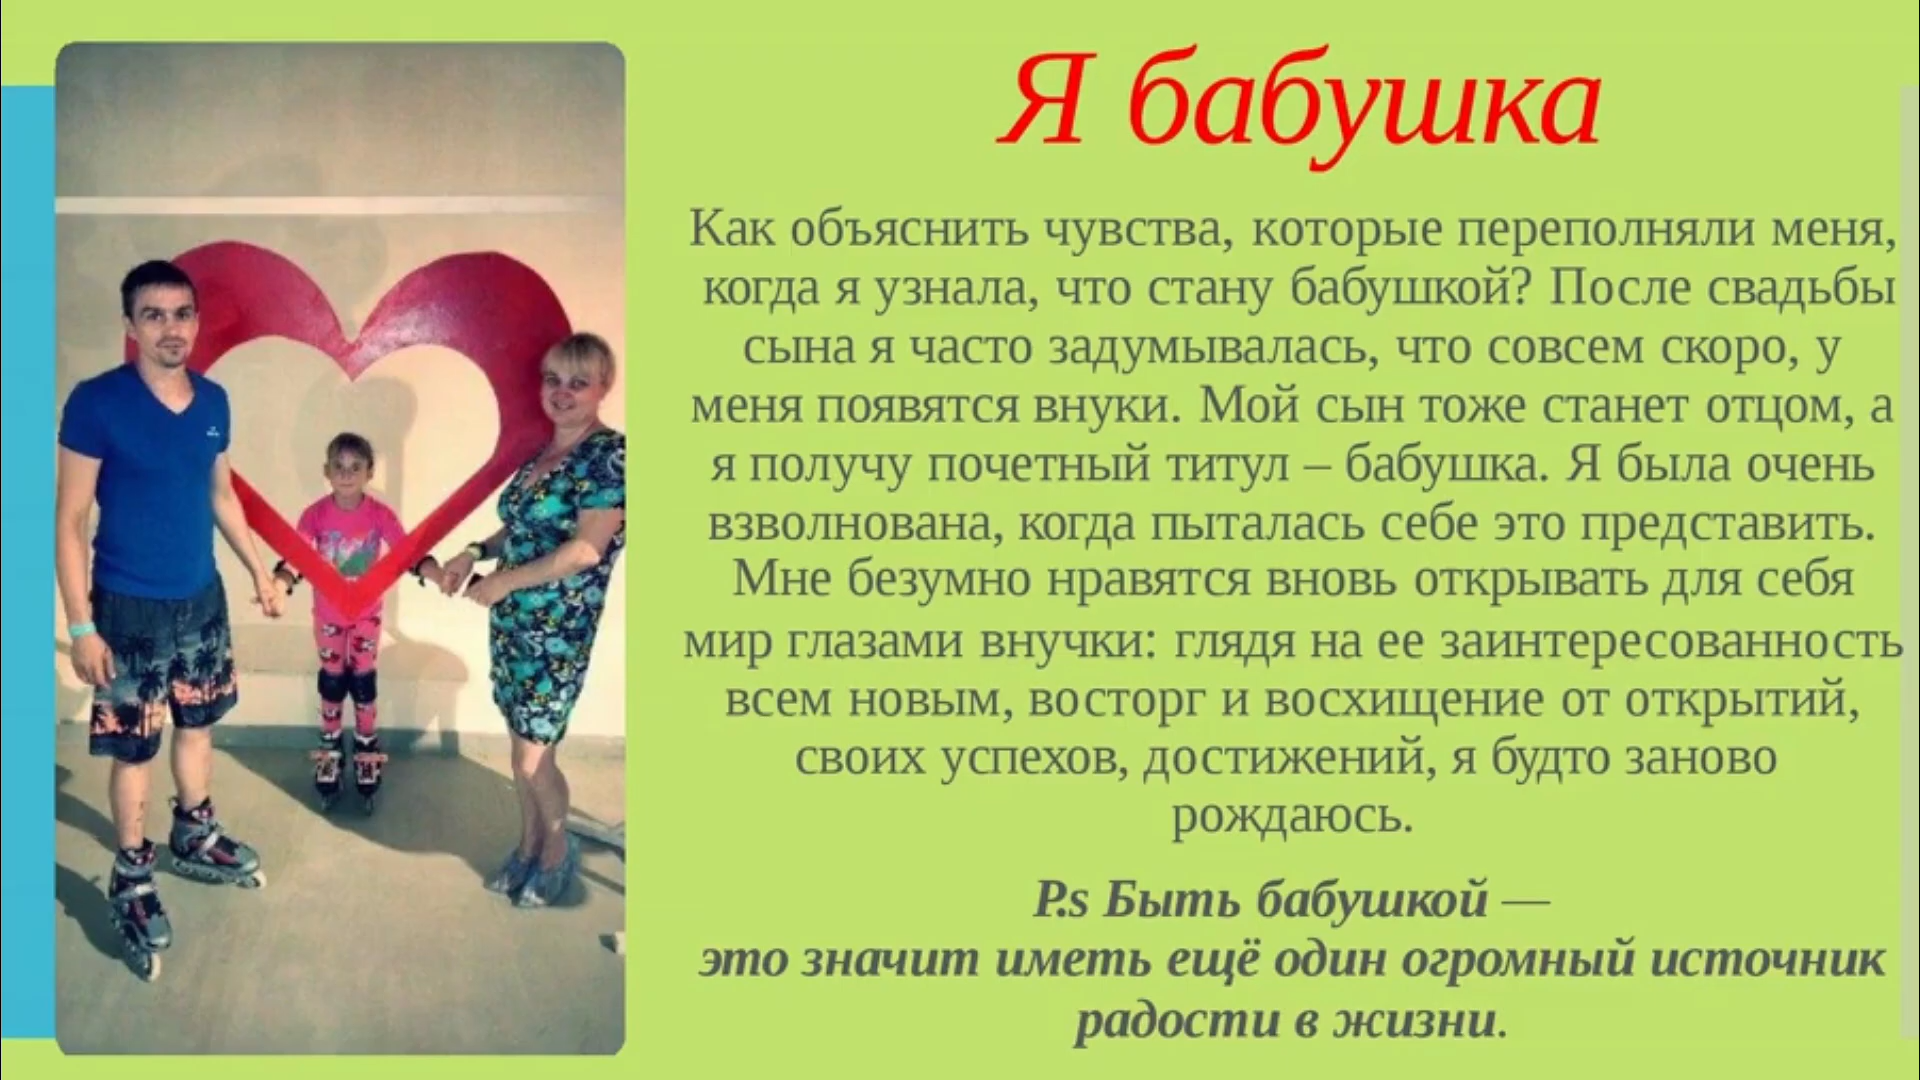 Я бабушка
Как объяснить чувства, которые переполняли меня,
когда я узнала, что стану бабушкой? После свадьбы
сына я часто задумывалась, что совсем скоро, у
меня появятся внуки. Мой сын тоже станет отцом, а
я получу почетный титул – бабушка. Я была очень
взволнована, когда пыталась себе это представить.
Мне безумно нравятся вновь открывать для себя
мир глазами внучки: глядя на ее заинтересованность
всем новым, восторг и восхищение от открытий,
своих успехов, достижений, я будто заново
рождаюсь.
P.s Быть бабушкой —
это значит иметь ещё один огромный источник
радости в жизни.